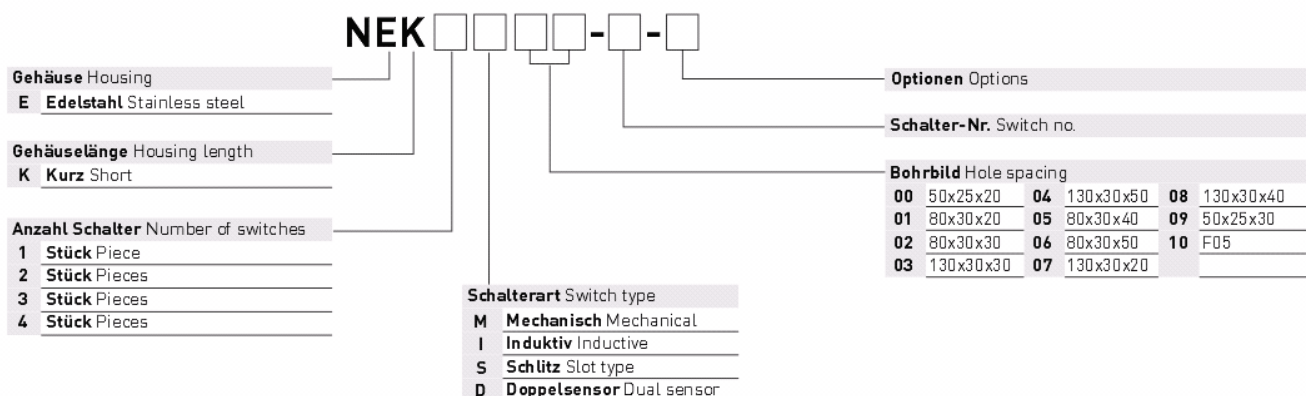 NEK - -
Gehäuse Housing
E Edelstahl Stainless steel
Gehäuselänge Housing length
K Kurz Short
Anzahl Schalter Number of switches
1 Stück Piece
2 Stück Pieces
3 Stück Pieces
4 Stück Pieces
Schalterart Switch type
M Mechanisch Mechanical
I Induktiv Inductive
S Schlitz Slot type
D Doppelsensor Dual sensor
Optionen Options
Schalter-Nr. Switch no.
Bohrbild Hole spacing
00 50x25x20 04 130x30x50 08 130x30x40
01 80x30x20 05 80x30x40 09 50x25x30
02 80x30x30 06 80x30x50 10 F05
03 130x30x30 07 130x30x20